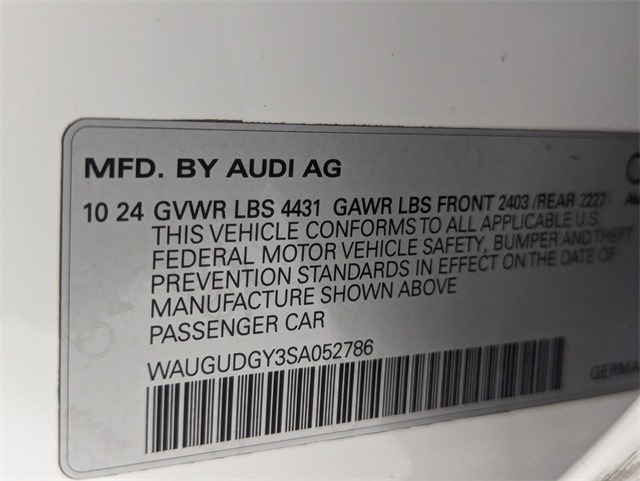 MFD. BY AUDI AG
10 24 GVWR LBS 4431 GAWR LBS FRONT 2403 /REAR 2227
THIS VEHICLE CONFORMS TO ALL APPLICABLE U.S.
FEDERAL MOTOR VEHICLE SAFETY, BUMPER AND THEFT
PREVENTION STANDARDS IN EFFECT ON THE DATE OF
MANUFACTURE SHOWN ABOVE
PASSENGER CAR
WAUGUDGY3SA052786